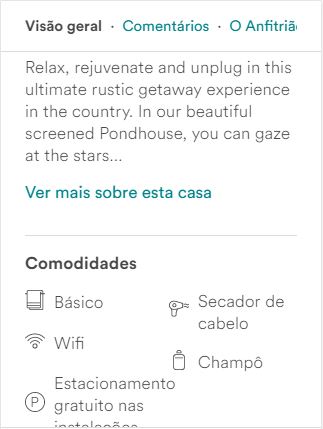 Visão geral · Comentários · O Anfitriã
Relax, rejuvenate and unplug in this
ultimate rustic getaway experience
in the country. In our beautiful
screened Pondhouse, you can gaze
at the stars...
Ver mais sobre esta casa
Comodidades
Básico
Secador de
cabelo
Wifi
Champô
P
Estacionamento
gratuito nas
instalações